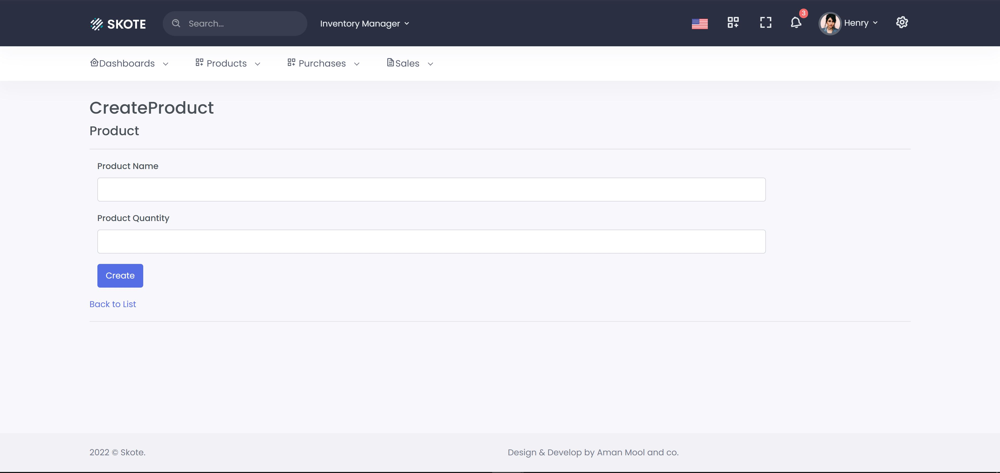 SKOTE
Search...
Inventory Manager
3
Henry
Dashboards
Products
Purchases
Sales
CreateProduct
Product
Product Name
Product Quantity
Create
Back to List
2022 © Skote.
Design & Develop by Aman Mool and co.